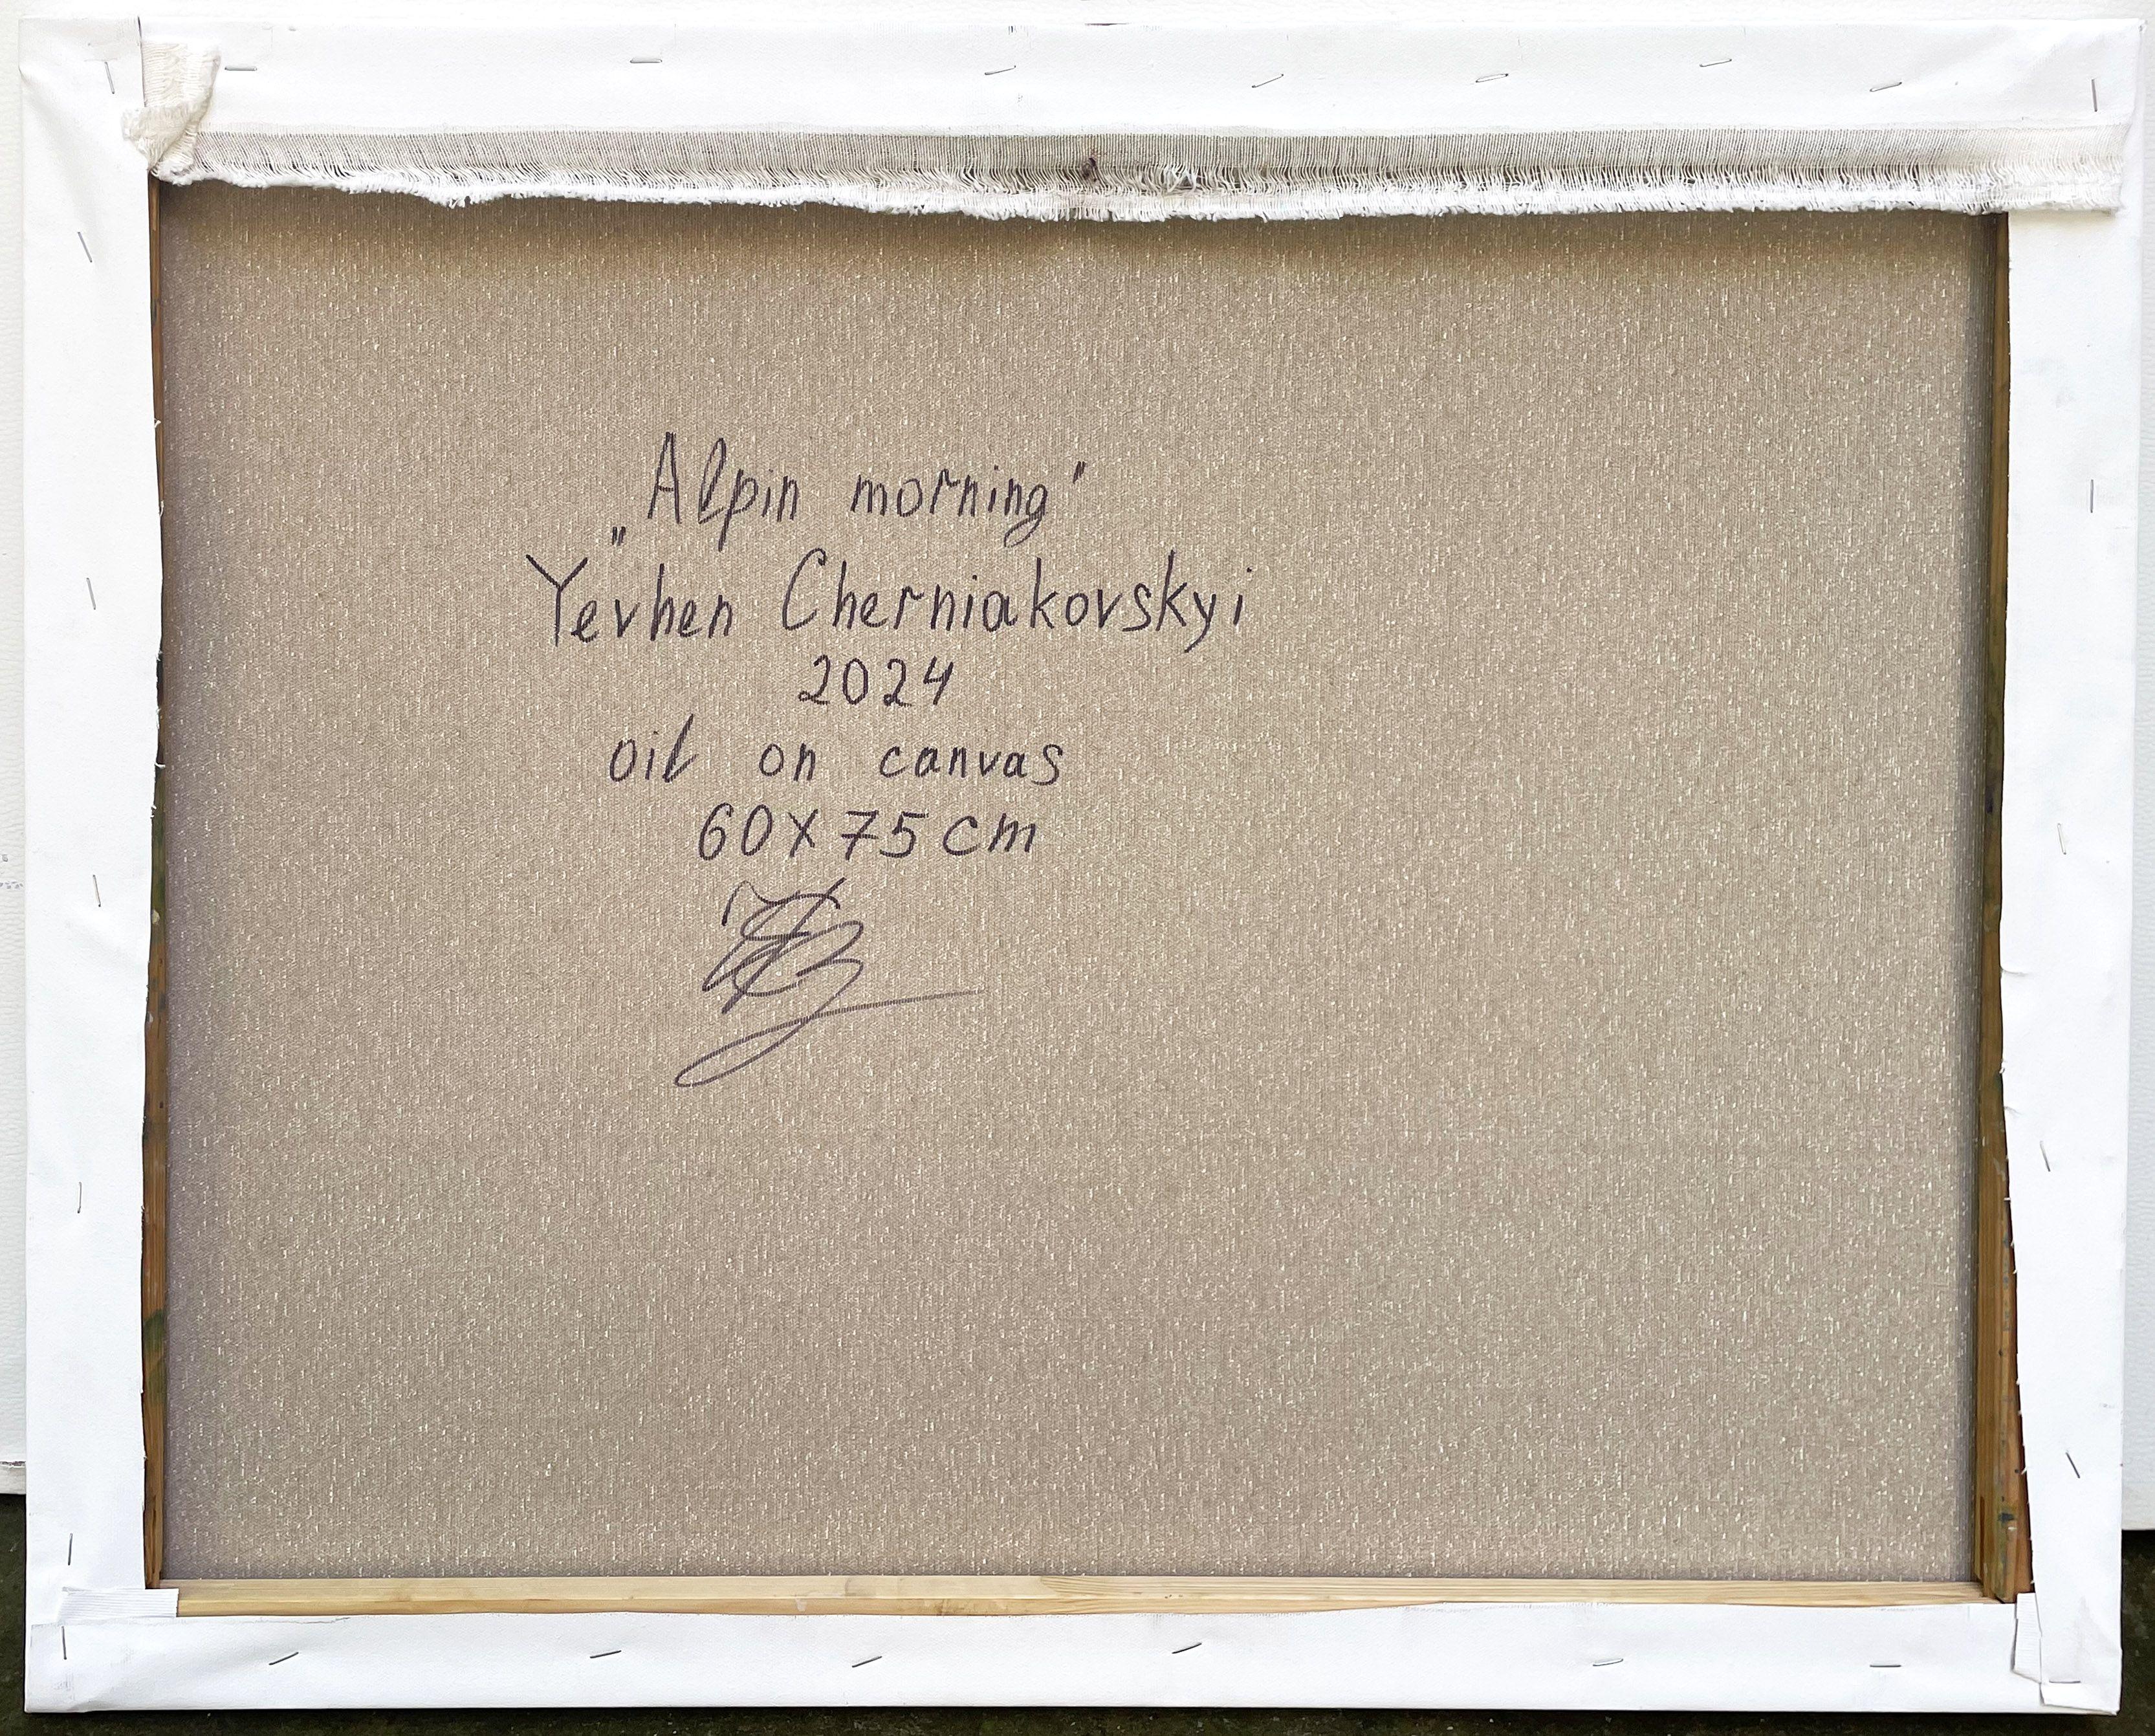 „Alpin morning"
Yevhen Cherniakovskyi
2024
oil on canvas
60x75cm